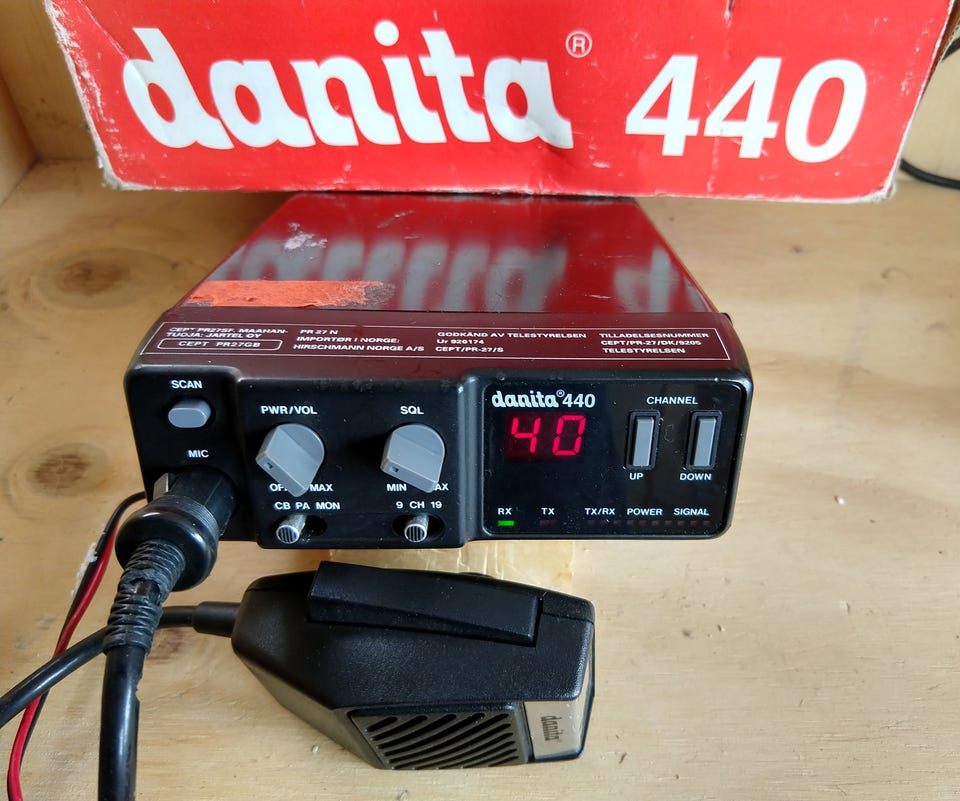 danita® 440
CEPT PR27SF. MAAHAN-
TUOJA: JARTEL OY
CEPT PR27GB
PR 27 N
IMPORTØR I NORGE:
HIRSCHMANN NORGE A/S
GODKÄND AV TELESTYRELSEN
Ur 920174
CEPT/PR-27/S
TILLADELSESNUMMER
CEPT/PR-27/DK/9205
TELESTYRELSEN
SCAN
MIC
PWR/VOL
MAX
CB PA MON
SQL
MIN
9 CH 19
danita® 440
40
CHANNEL
UP DOWN
RX TX TX/RX POWER SIGNAL
danita